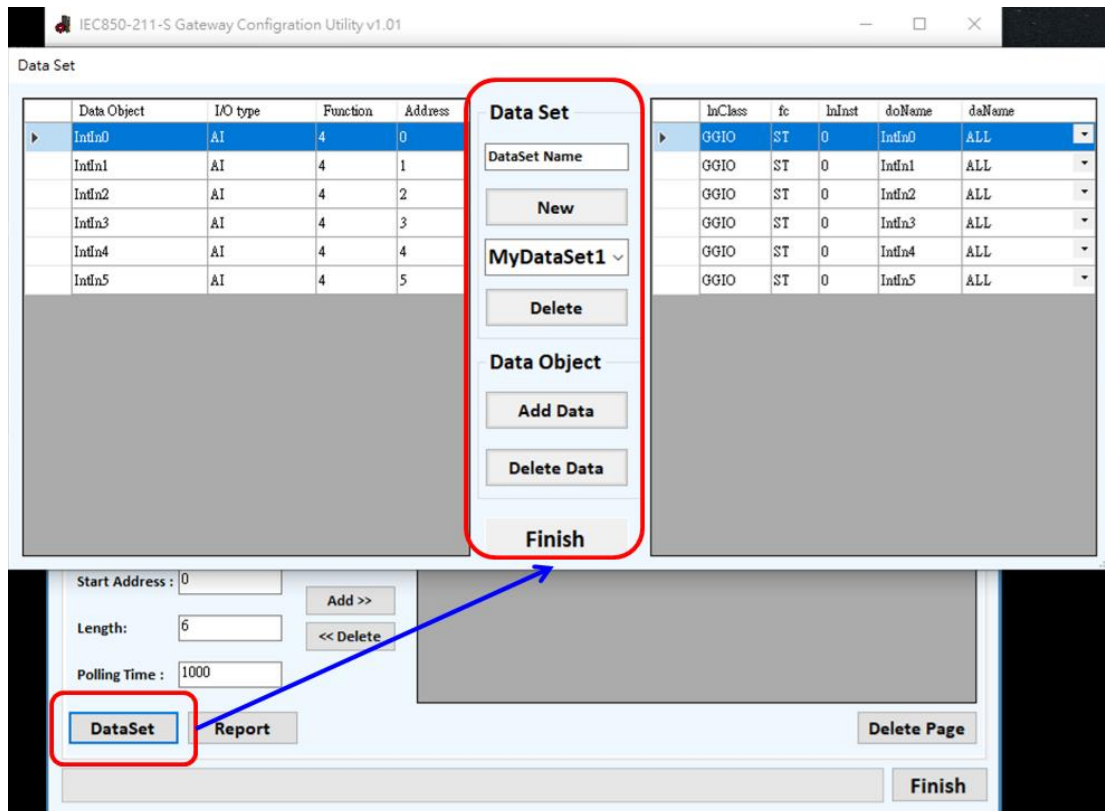 IEC850-211-S Gateway Configration Utility v1.01
Data Set
Data Object I/O type Function Address
IntIn0 AI 4 0
IntIn1 AI 4 1
IntIn2 AI 4 2
IntIn3 AI 4 3
IntIn4 AI 4 4
IntIn5 AI 4 5
Data Set
DataSet Name
New
MyDataSet1
Delete
Data Object
Add Data
Delete Data
Finish
lnClass fc lnInst doName daName
GGIO ST 0 IntIn0 ALL
GGIO ST 0 IntIn1 ALL
GGIO ST 0 IntIn2 ALL
GGIO ST 0 IntIn3 ALL
GGIO ST 0 IntIn4 ALL
GGIO ST 0 IntIn5 ALL
Start Address : 0
Length: 6
Polling Time : 1000
Add >>
<< Delete
DataSet Report Delete Page
Finish